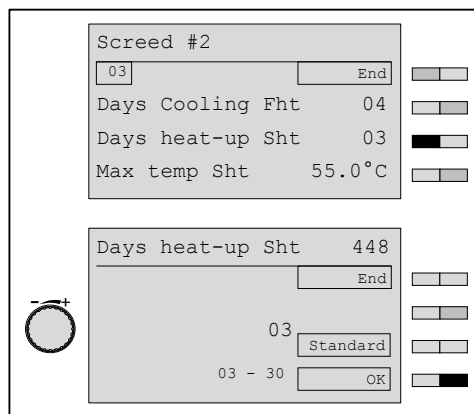 Screed #2
03 End
Days Cooling Fht 04
Days heat-up Sht 03
Max temp Sht 55.0°C
Days heat-up Sht 448
End
- +
03
Standard
03 - 30 OK